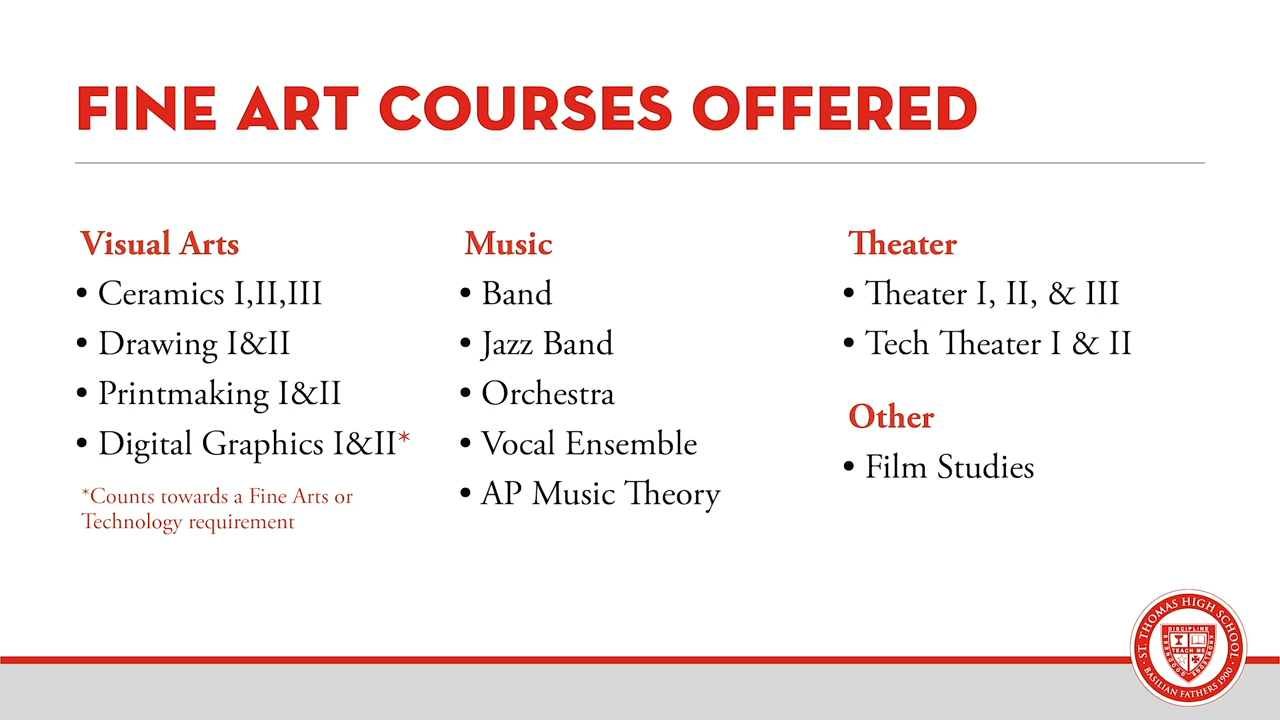 FINE ART COURSES OFFERED
Visual Arts
• Ceramics I,II,III
• Drawing I&II
• Printmaking I&II
• Digital Graphics I&II*
*Counts towards a Fine Arts or
Technology requirement
Music
• Band
• Jazz Band
• Orchestra
• Vocal Ensemble
• AP Music Theory
Theater
• Theater I, II, & III
• Tech Theater I & II
Other
• Film Studies
ST. THOMAS HIGH SCHOOL
DISCIPLINE
TEACH ME
GOODNESS
KNOWLEDGE
BASILIAN FATHERS 1900